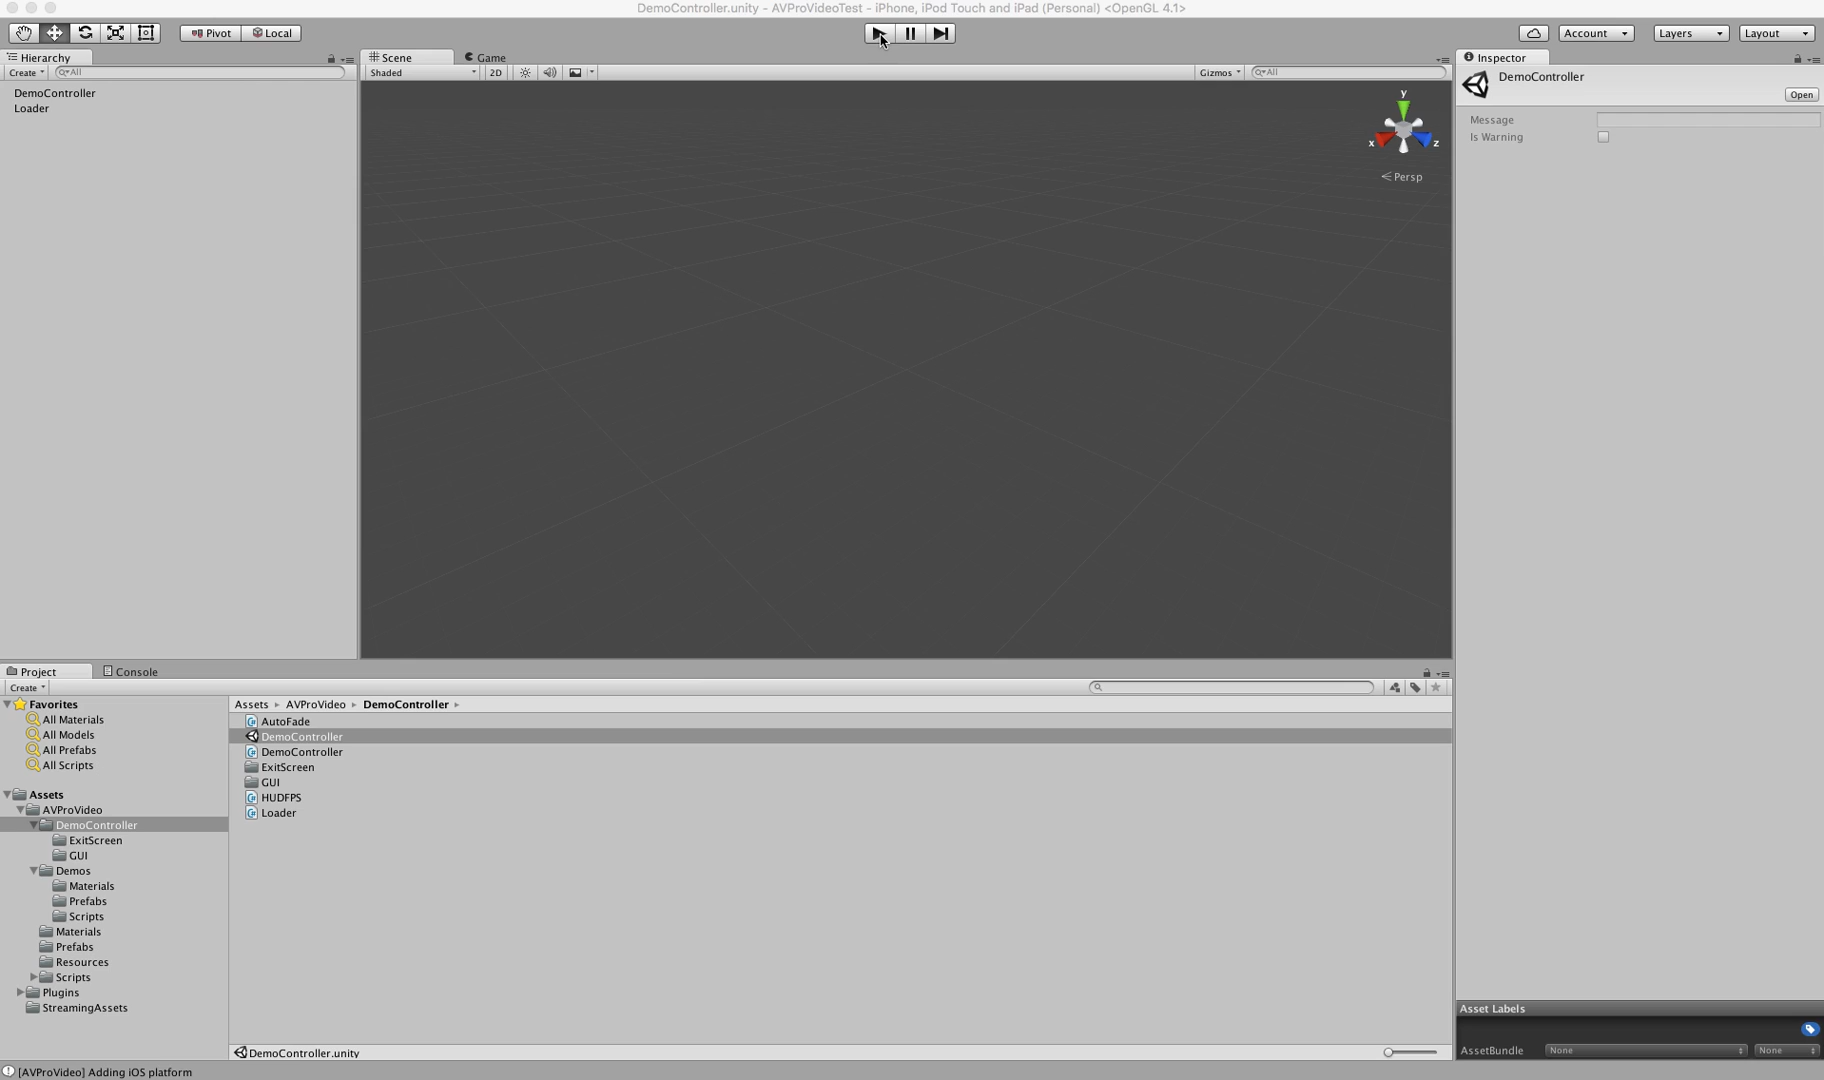 DemoController.unity - AVProVideoTest - iPhone, iPod Touch and iPad (Personal) <OpenGL 4.1>
Pivot Local Account Layers Layout
Hierarchy
Create All
DemoController
Loader
Scene Game
Shaded 2D Gizmos All
y
x z
Persp
Inspector
DemoController
Open
Message
Is Warning
Project Console
Create
Favorites
All Materials
All Models
All Prefabs
All Scripts
Assets
AVProVideo
DemoController
ExitScreen
GUI
Demos
Materials
Prefabs
Scripts
Materials
Prefabs
Resources
Scripts
Plugins
StreamingAssets
Assets AVProVideo DemoController
AutoFade
DemoController
DemoController
ExitScreen
GUI
HUDFPS
Loader
DemoController.unity
Asset Labels
AssetBundle None None
[AVProVideo] Adding iOS platform